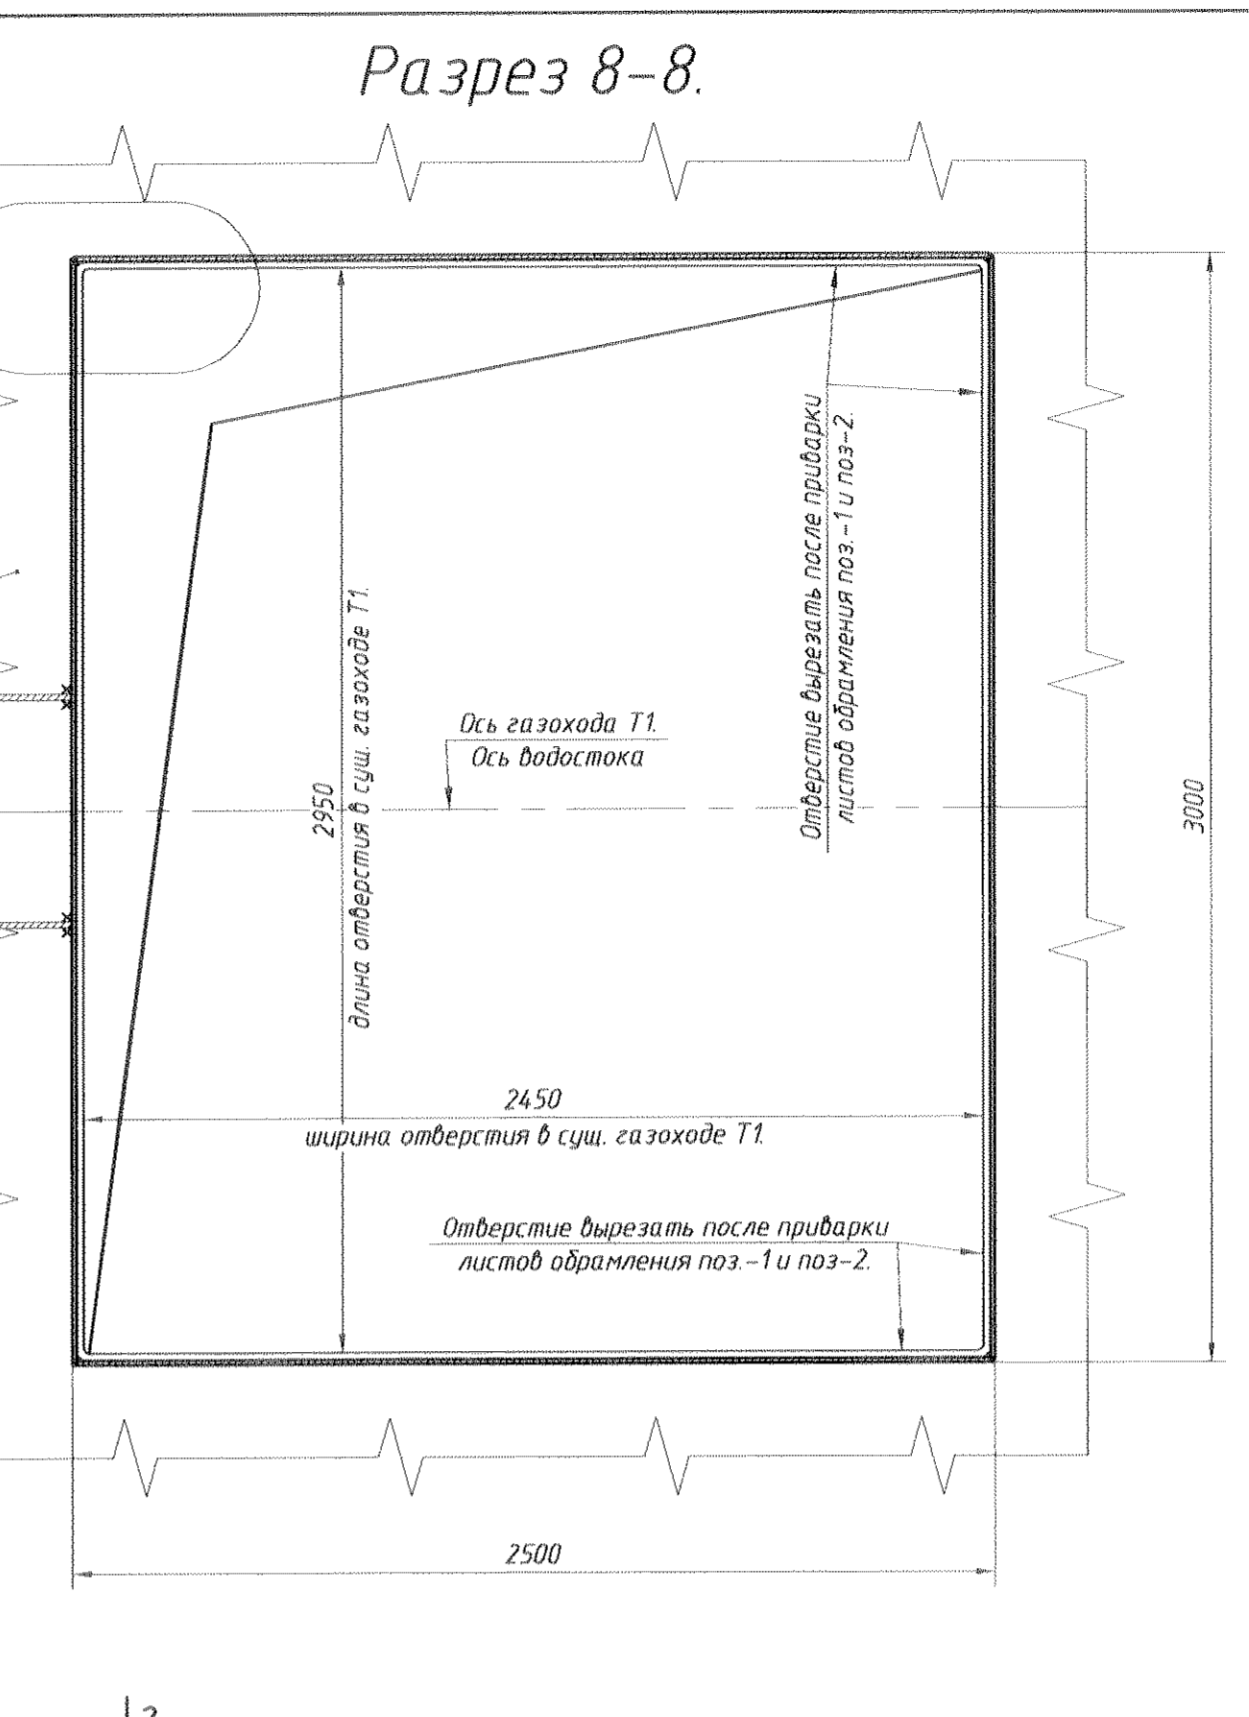 Разрез 8-8.
Отверстие вырезать после приварки
листов обрамления поз.-1 и поз-2.
2950
длина отверстия в сущ. газоходе Т1.
Ось газохода Т1.
Ось водостока
3000
2450
ширина отверстия в сущ. газоходе Т1.
Отверстие вырезать после приварки
листов обрамления поз.-1 и поз-2.
2500